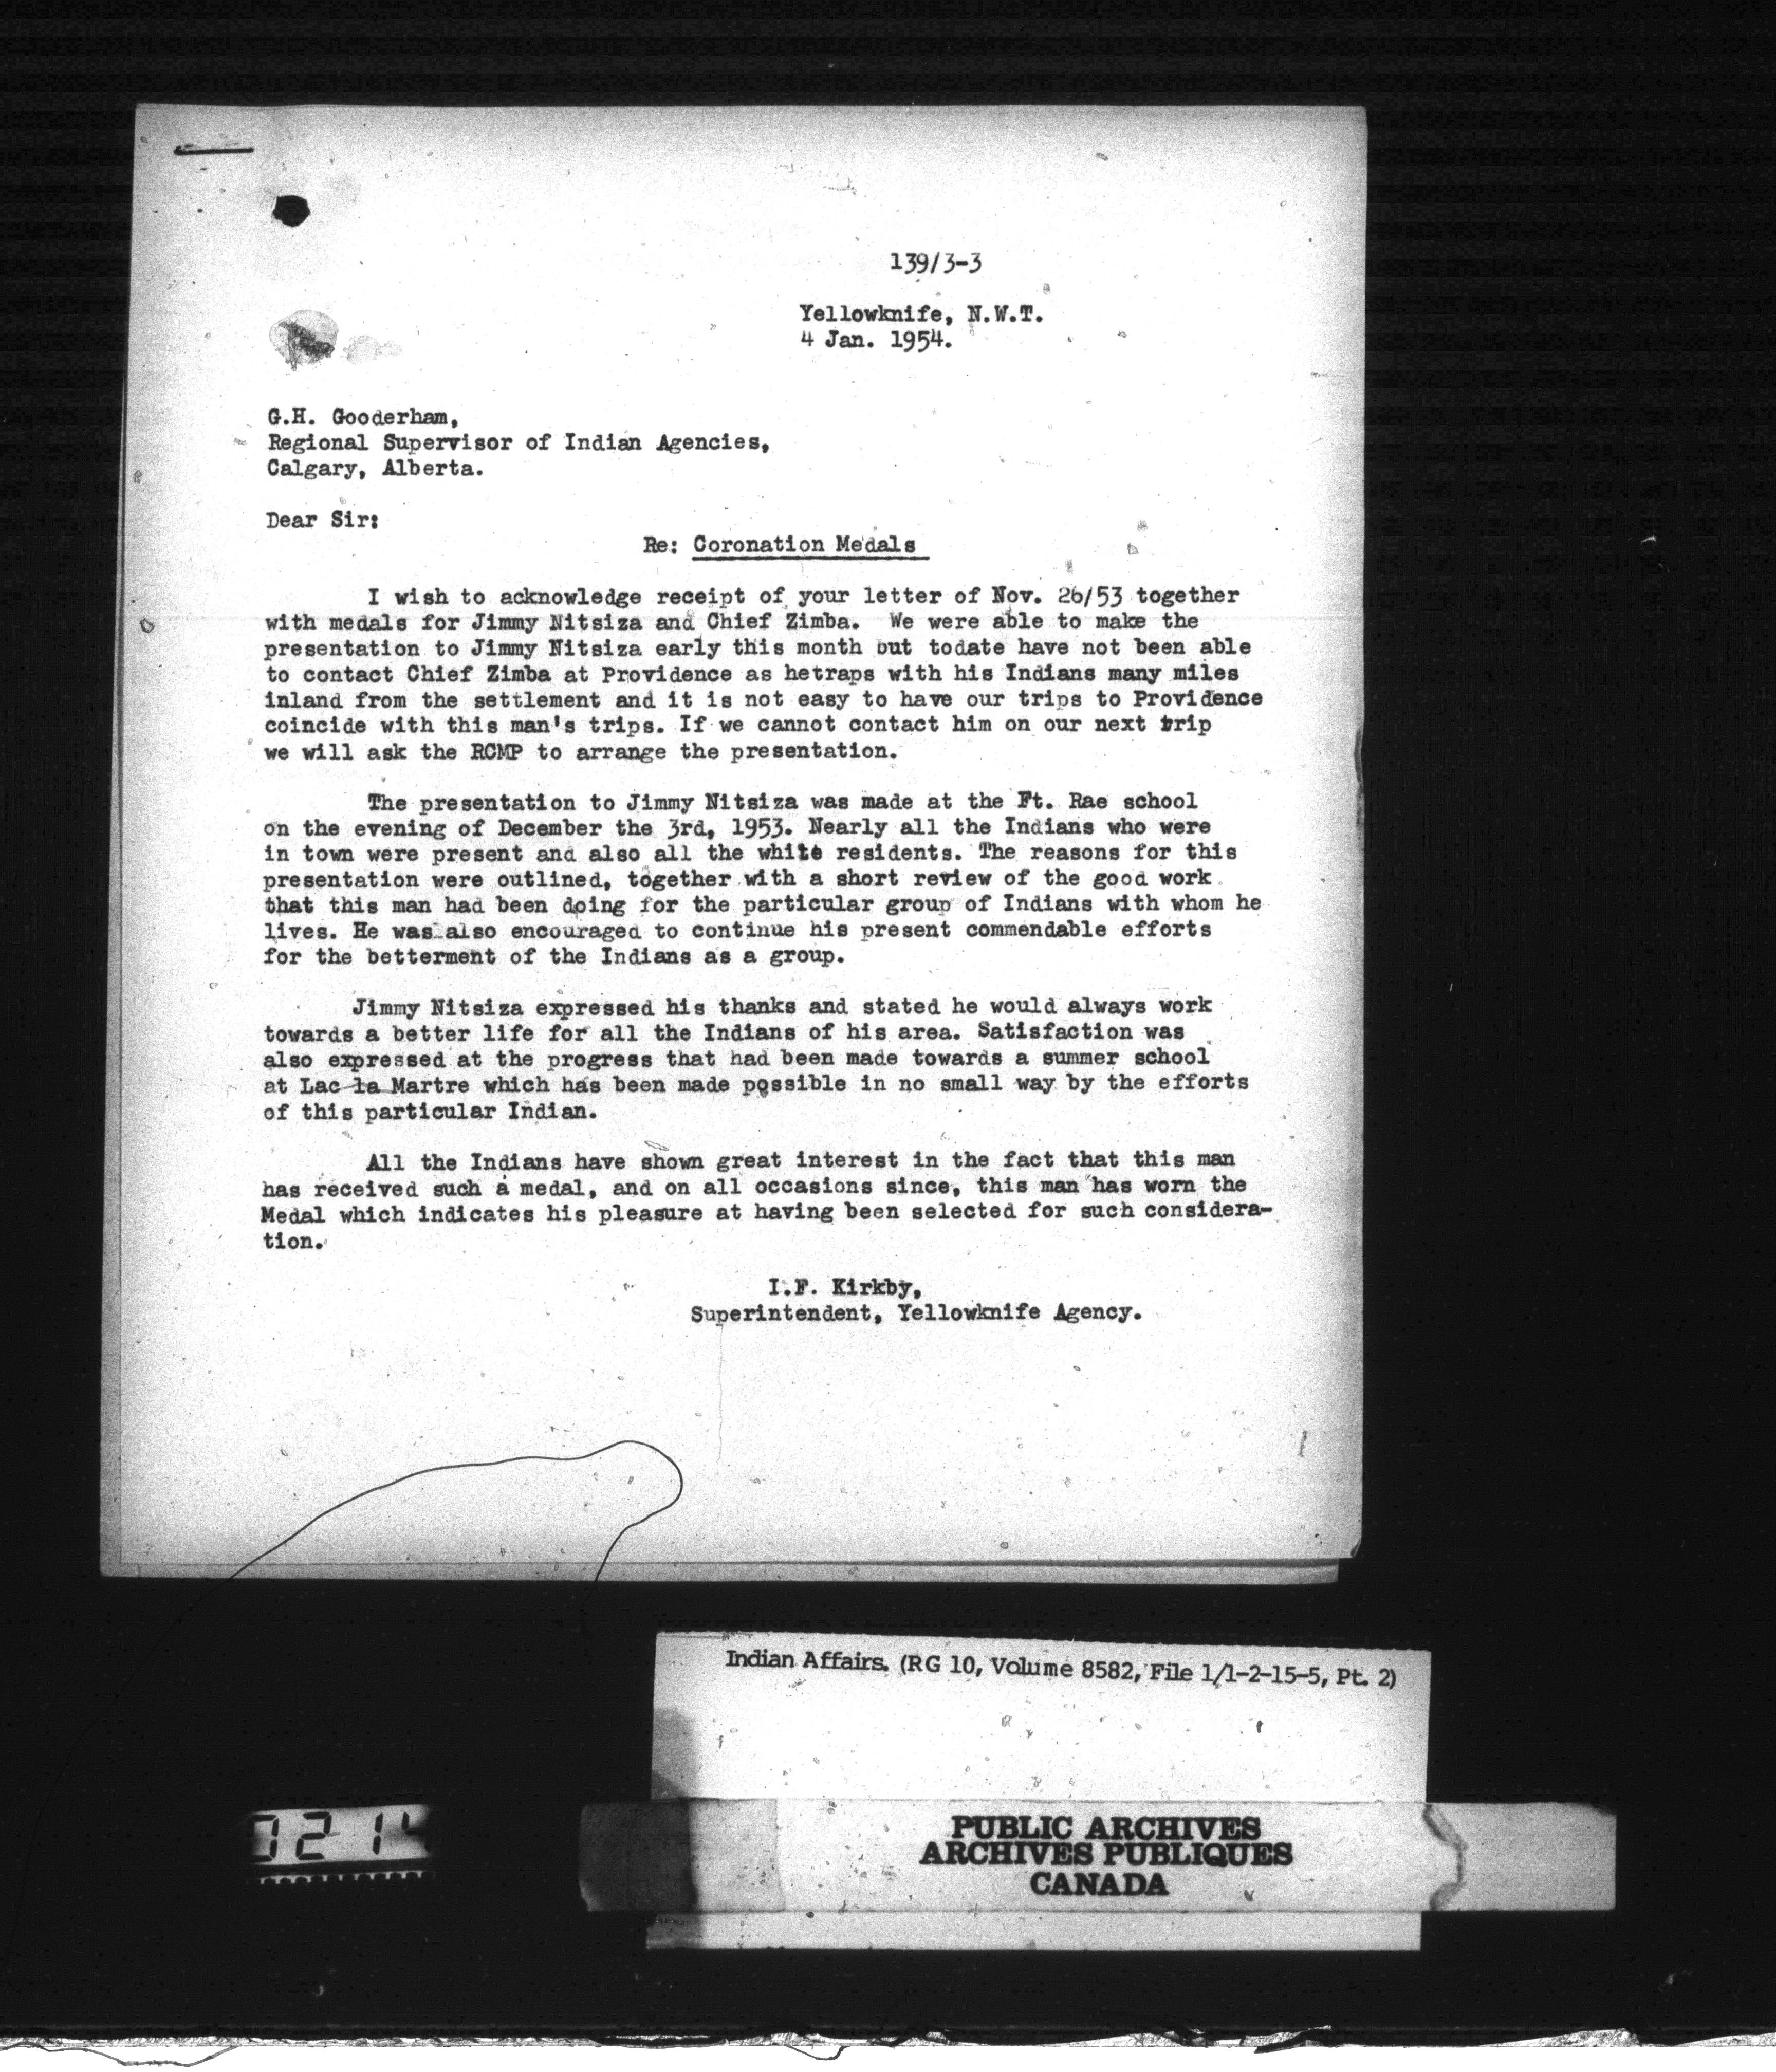 139/3-3
Yellowknife, N.W.T.
4 Jan. 1954.
G.H. Gooderham,
Regional Supervisor of Indian Agencies,
Calgary, Alberta.
Dear Sir:
Re: Coronation Medals
I wish to acknowledge receipt of your letter of Nov. 26/53 together
with medals for Jimmy Nitsiza and Chief Zimba. We were able to make the
presentation to Jimmy Nitsiza early this month but todate have not been able
to contact Chief Zimba at Providence as hetraps with his Indians many miles
inland from the settlement and it is not easy to have our trips to Providence
coincide with this man's trips. If we cannot contact him on our next trip
we will ask the RCMP to arrange the presentation.
The presentation to Jimmy Nitsiza was made at the Ft. Rae school
on the evening of December the 3rd, 1953. Nearly all the Indians who were
in town were present and also all the white residents. The reasons for this
presentation were outlined, together with a short review of the good work
that this man had been doing for the particular group of Indians with whom he
lives. He was also encouraged to continue his present commendable efforts
for the betterment of the Indians as a group.
Jimmy Nitsiza expressed his thanks and stated he would always work
towards a better life for all the Indians of his area. Satisfaction was
also expressed at the progress that had been made towards a summer school
at Lac la Martre which has been made possible in no small way by the efforts
of this particular Indian.
All the Indians have shown great interest in the fact that this man
has received such a medal, and on all occasions since, this man has worn the
Medal which indicates his pleasure at having been selected for such considera-
tion.
I.F. Kirkby,
Superintendent, Yellowknife Agency.
Indian Affairs. (RG 10, Volume 8582, File 1/1-2-15-5, Pt. 2)
PUBLIC ARCHIVES
ARCHIVES PUBLIQUES
CANADA